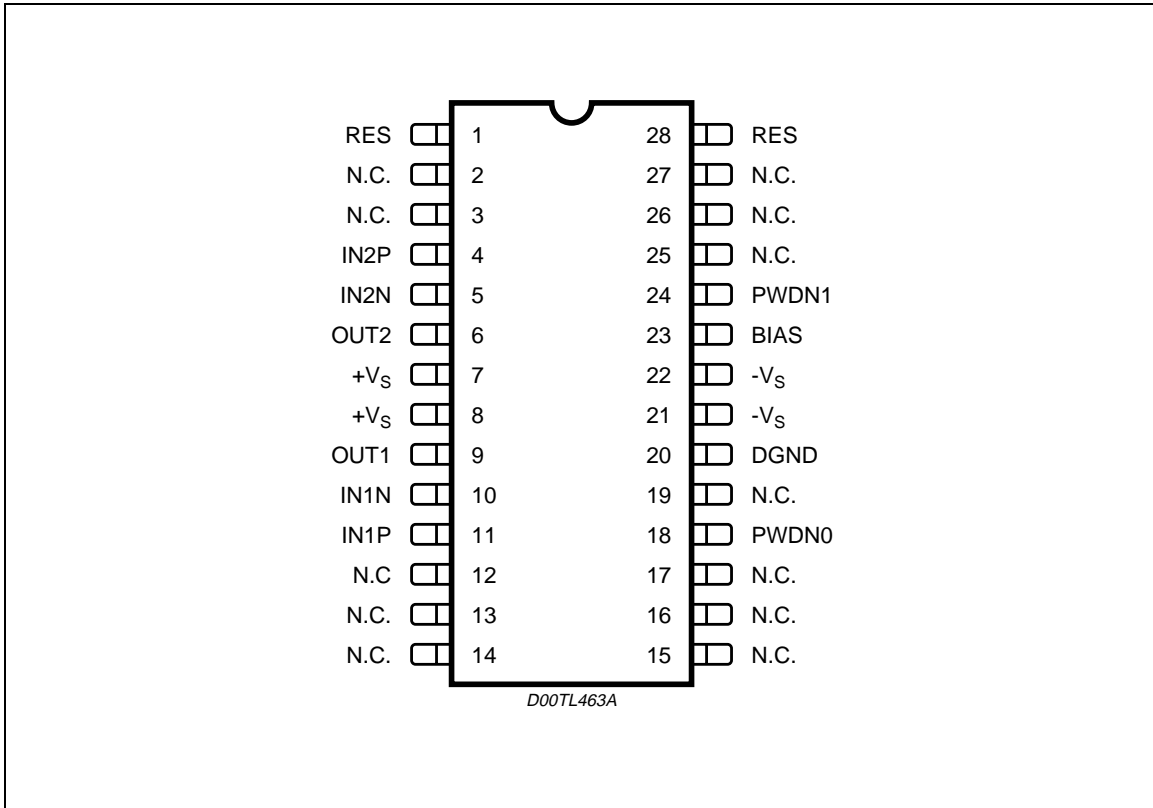 RES 1 28 RES
N.C. 2 27 N.C.
N.C. 3 26 N.C.
IN2P 4 25 N.C.
IN2N 5 24 PWDN1
OUT2 6 23 BIAS
+VS 7 22 -VS
+VS 8 21 -VS
OUT1 9 20 DGND
IN1N 10 19 N.C.
IN1P 11 18 PWDN0
N.C 12 17 N.C.
N.C. 13 16 N.C.
N.C. 14 15 N.C.
D00TL463A